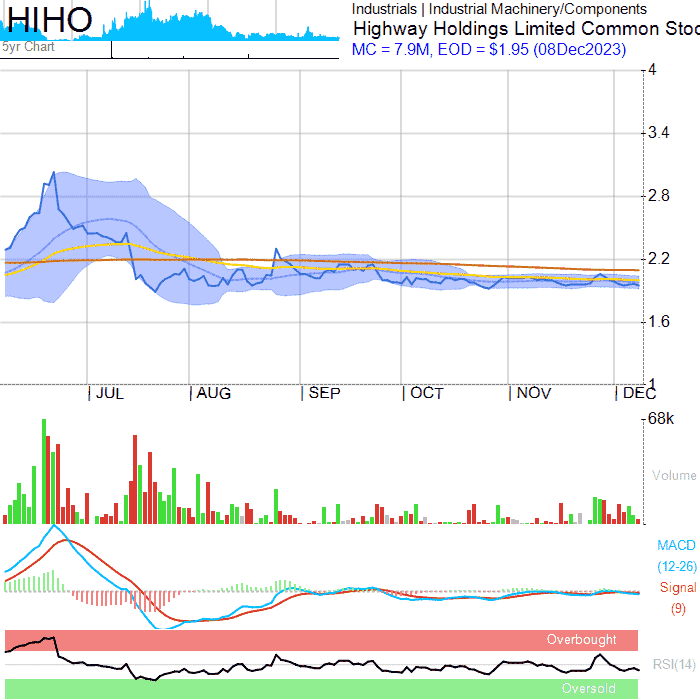 HIHO
5yr Chart
Industrials | Industrial Machinery/Components
Highway Holdings Limited Common Stoc
MC = 7.9M, EOD = $1.95 (08Dec2023)
4
3.4
2.8
2.2
1.6
1
JUL AUG SEP OCT NOV DEC
68k
Volume
MACD
(12-26)
Signal
(9)
Overbought
RSI(14)
Oversold